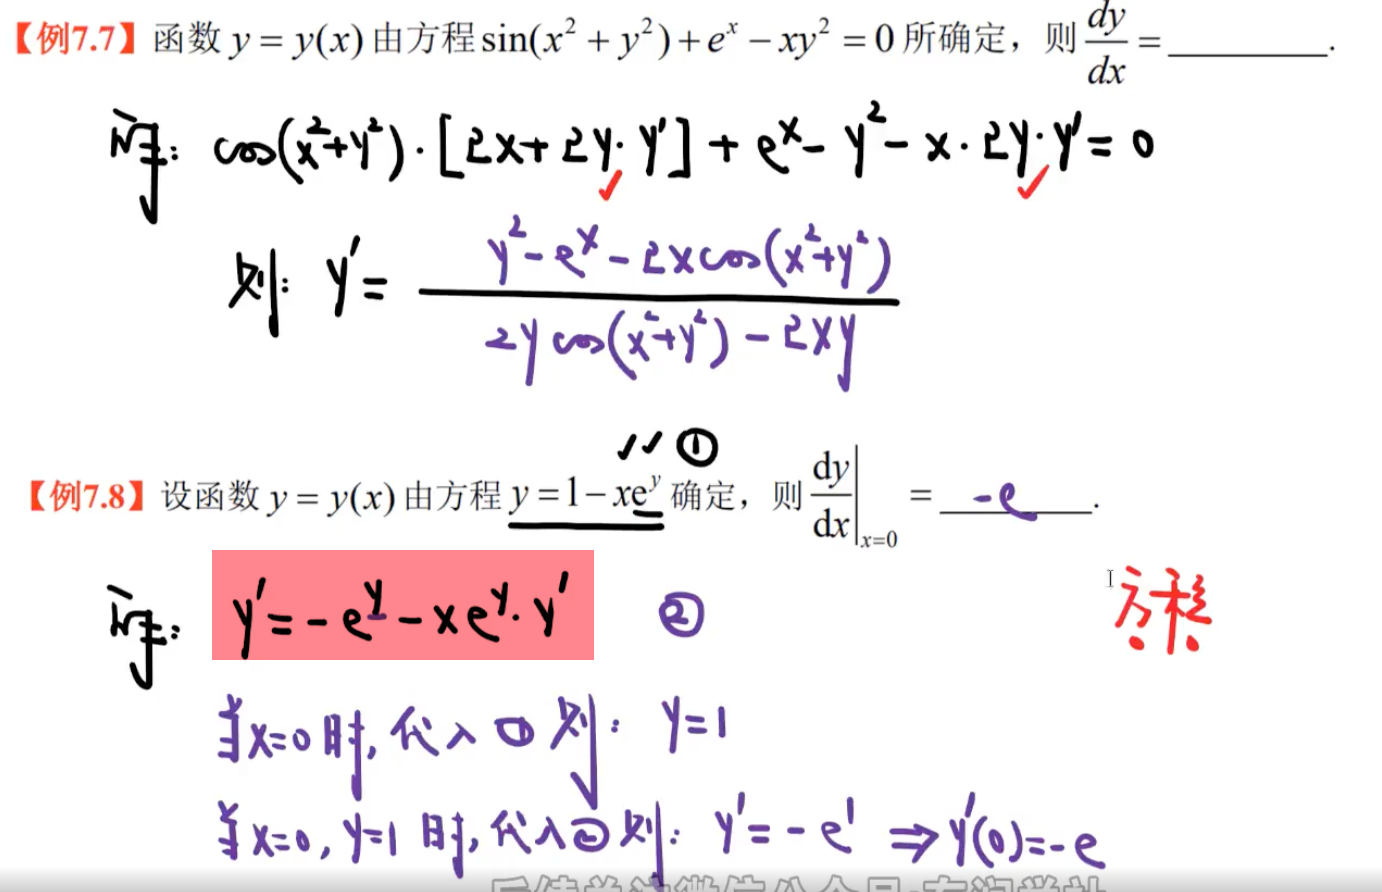 【例7.7】函数 y = y(x) 由方程 sin(x² + y²) + eˣ − xy² = 0 所确定，则 dy/dx = ________.
解: cos(x²+y²)·[2x+2y·y′]+eˣ−y²−x·2y·y′=0
则: y′= (y²−eˣ−2xcos(x²+y²))/(2ycos(x²+y²)−2xy)
①
【例7.8】设函数 y = y(x) 由方程 y = 1 − xeʸ 确定，则 dy/dx|x=0 = -e.
解: y′=−eʸ−xeʸ·y′ ②
方程
当x=0时,代入①则: y=1
当x=0, y=1时,代入②则: y′=−e¹ ⇒ y′(0)=−e